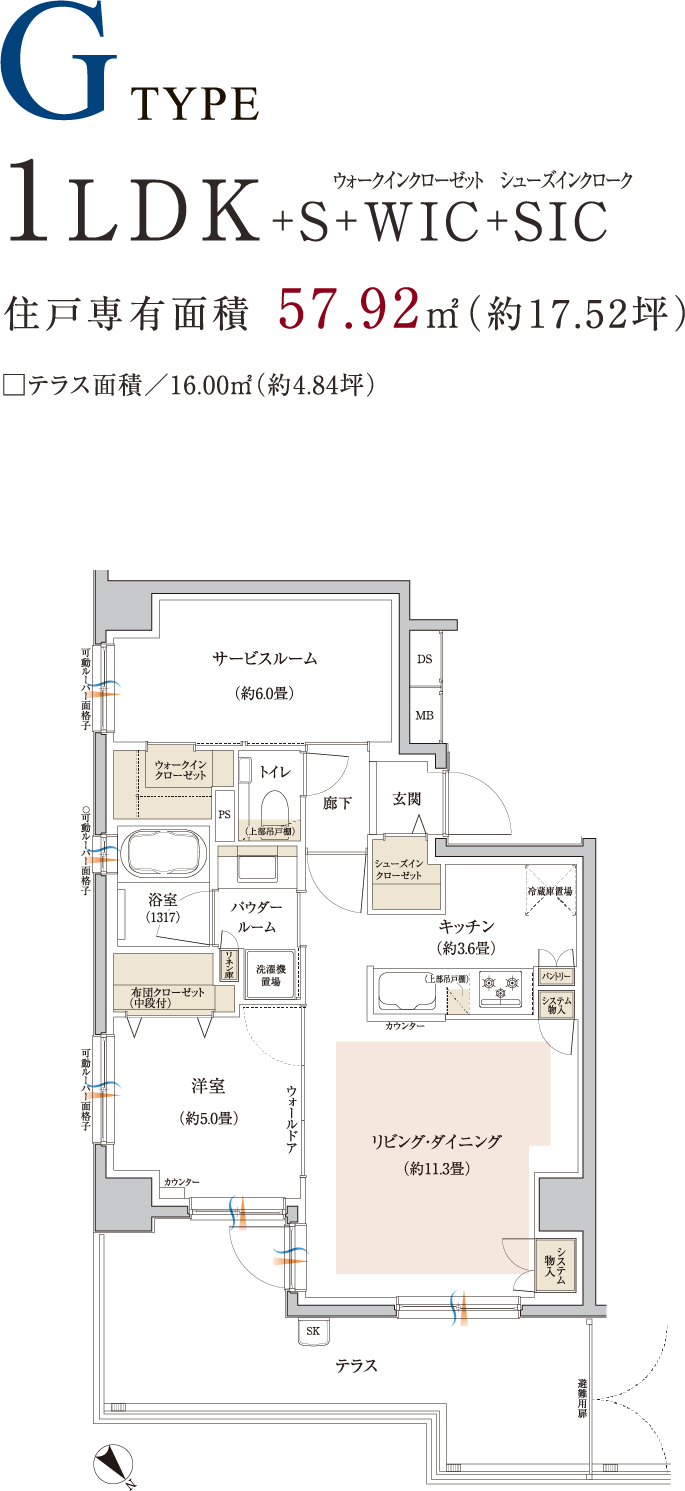 G TYPE
ウォークインクローゼット シューズインクローク
1LDK+S+WIC+SIC
住戸専有面積 57.92㎡(約17.52坪)
□テラス面積／16.00㎡(約4.84坪)
サービスルーム
(約6.0畳)
可動ルーバー面格子
DS
MB
ウォークイン
クローゼット
トイレ
(上部吊戸棚)
PS
廊下
玄関
○可動ルーバー面格子
シューズイン
クローゼット
浴室
(1317)
パウダー
ルーム
リネン庫
洗濯機
置場
冷蔵庫置場
キッチン
(約3.6畳)
パントリー
システム
物入
(上部吊戸棚)
カウンター
布団クローゼット
(中段付)
可動ルーバー面格子
洋室
(約5.0畳)
ウォールドア
カウンター
リビング・ダイニング
(約11.3畳)
システム
物入
SK
テラス
避難用扉
N